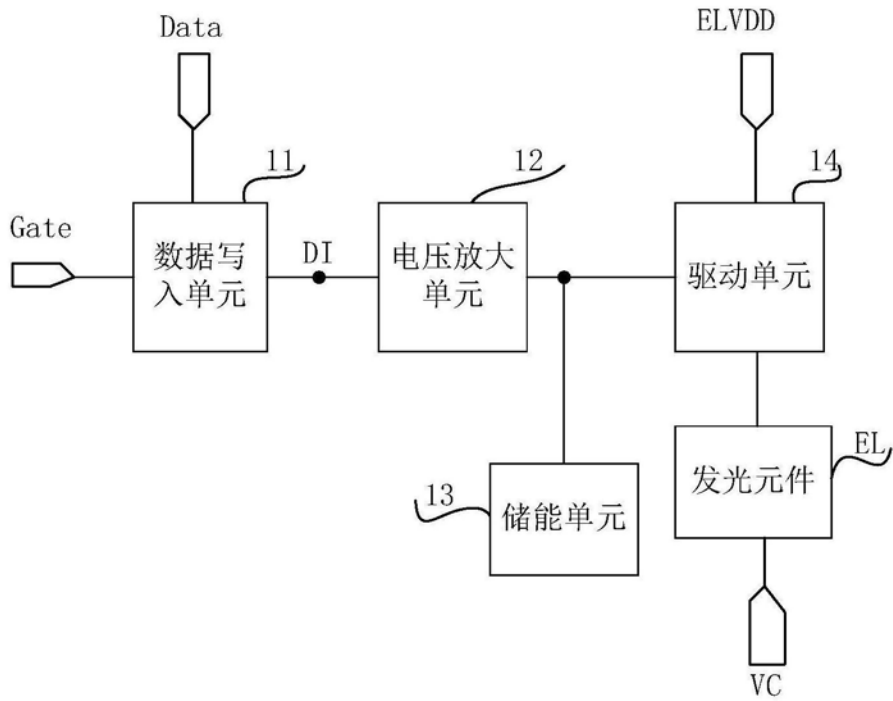 Data
ELVDD
11
12
14
Gate
数据写
入单元
DI
电压放大
单元
驱动单元
13
储能单元
发光元件
EL
VC